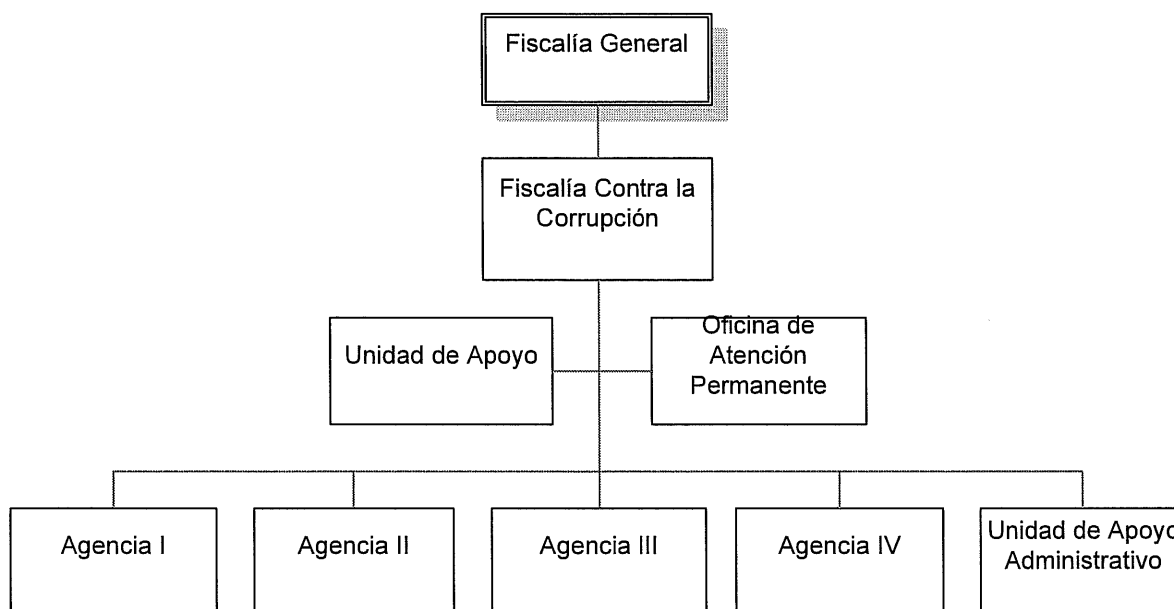 Fiscalía General
Fiscalía Contra la
Corrupción
Unidad de Apoyo
Oficina de
Atención
Permanente
Agencia I
Agencia II
Agencia III
Agencia IV
Unidad de Apoyo
Administrativo